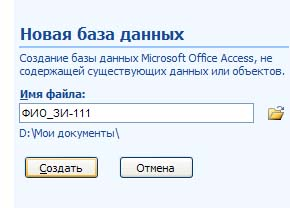 Новая база данных
Создание базы данных Microsoft Office Access, не
содержащей существующих данных или объектов.
Имя файла:
ФИО_ЗИ-111
D:\Мои документы\
Создать
Отмена